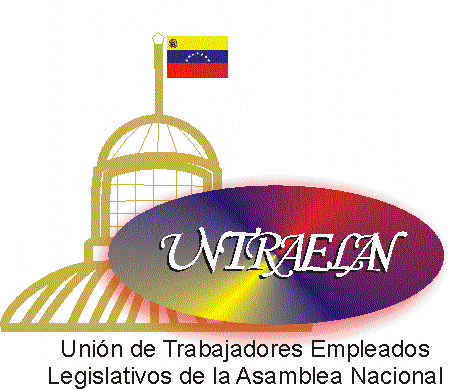 UNTRAELAN
Unión de Trabajadores Empleados
Legislativos de la Asamblea Nacional